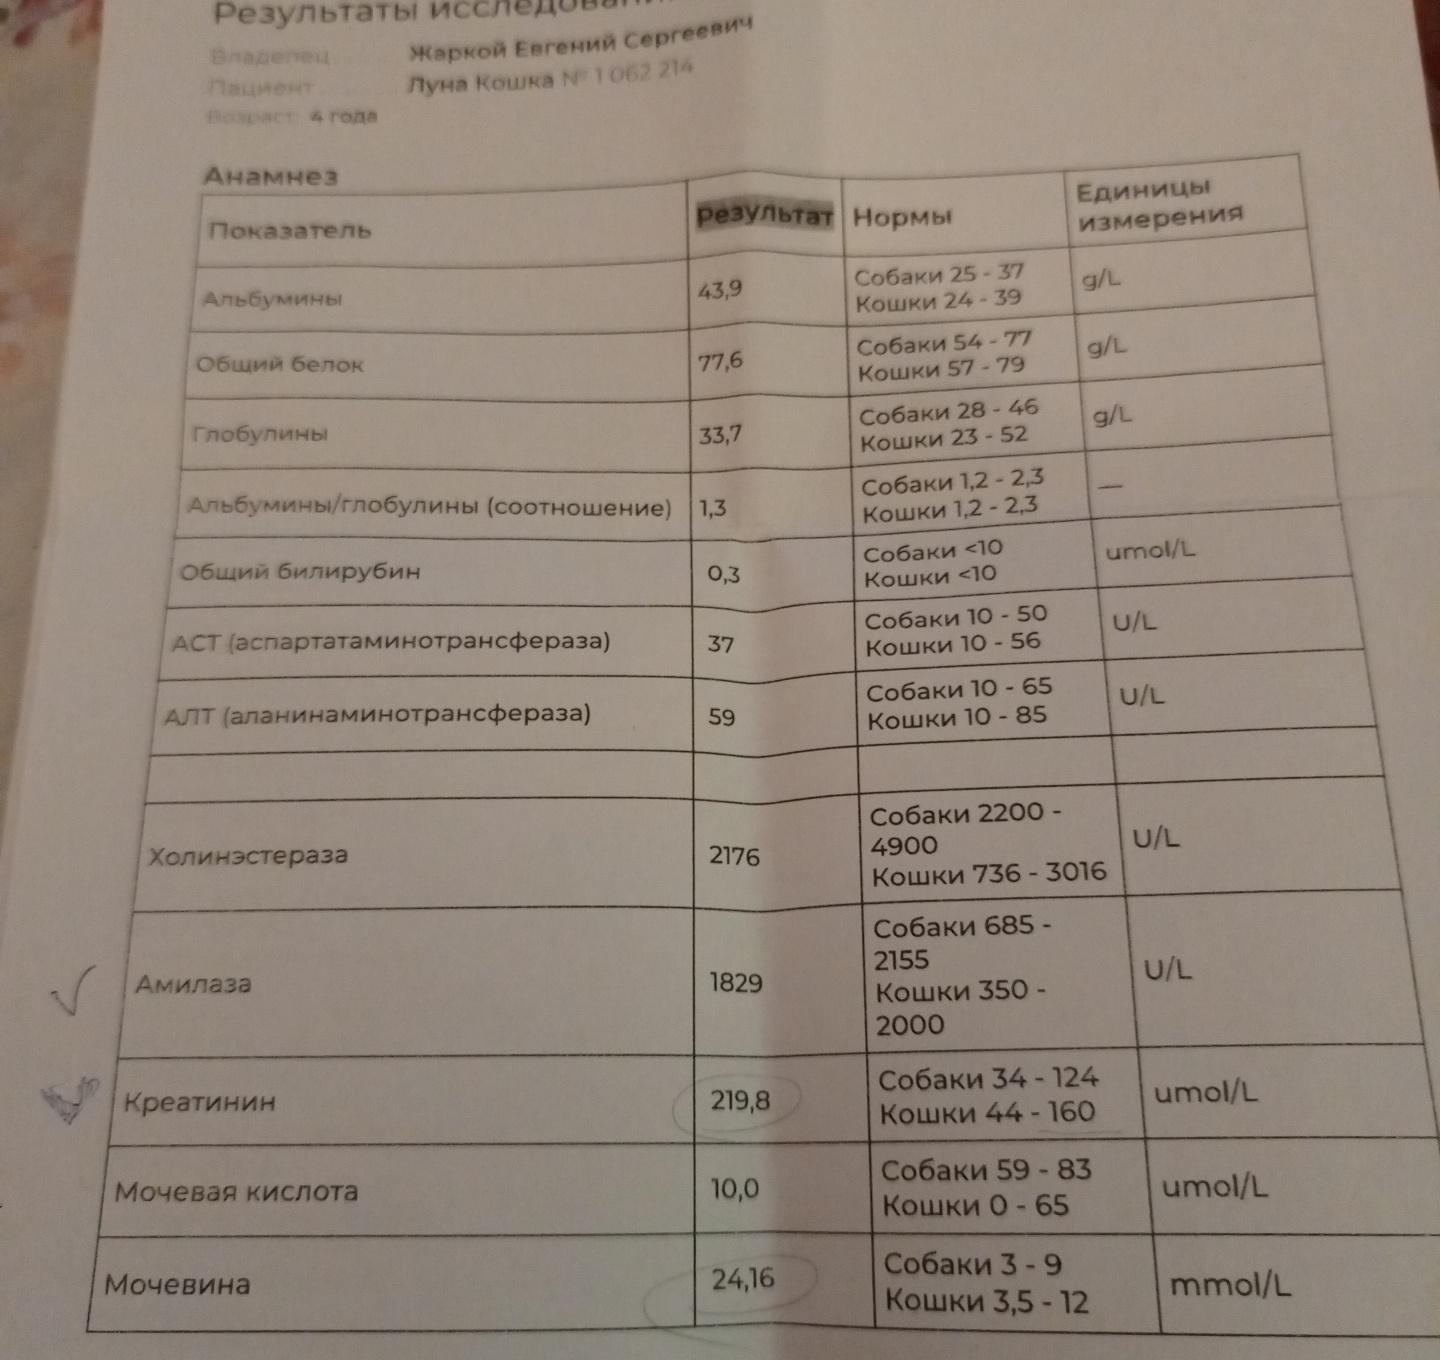 Результаты исследован
Владелец Жаркой Евгений Сергеевич
Пациент Луна Кошка № 1 062 214
Возраст: 4 года
Анамнез
Показатель
Результат
Нормы
Единицы
измерения
Альбумины
43,9
Собаки 25 - 37
Кошки 24 - 39
g/L
Общий белок
77,6
Собаки 54 - 77
Кошки 57 - 79
g/L
Глобулины
33,7
Собаки 28 - 46
Кошки 23 - 52
g/L
Альбумины/глобулины (соотношение)
1,3
Собаки 1,2 - 2,3
Кошки 1,2 - 2,3
—
Общий билирубин
0,3
Собаки <10
Кошки <10
umol/L
АСТ (аспартатаминотрансфераза)
37
Собаки 10 - 50
Кошки 10 - 56
U/L
АЛТ (аланинаминотрансфераза)
59
Собаки 10 - 65
Кошки 10 - 85
U/L
Холинэстераза
2176
Собаки 2200 -
4900
Кошки 736 - 3016
U/L
Амилаза
1829
Собаки 685 -
2155
Кошки 350 -
2000
U/L
Креатинин
219,8
Собаки 34 - 124
Кошки 44 - 160
umol/L
Мочевая кислота
10,0
Собаки 59 - 83
Кошки 0 - 65
umol/L
Мочевина
24,16
Собаки 3 - 9
Кошки 3,5 - 12
mmol/L